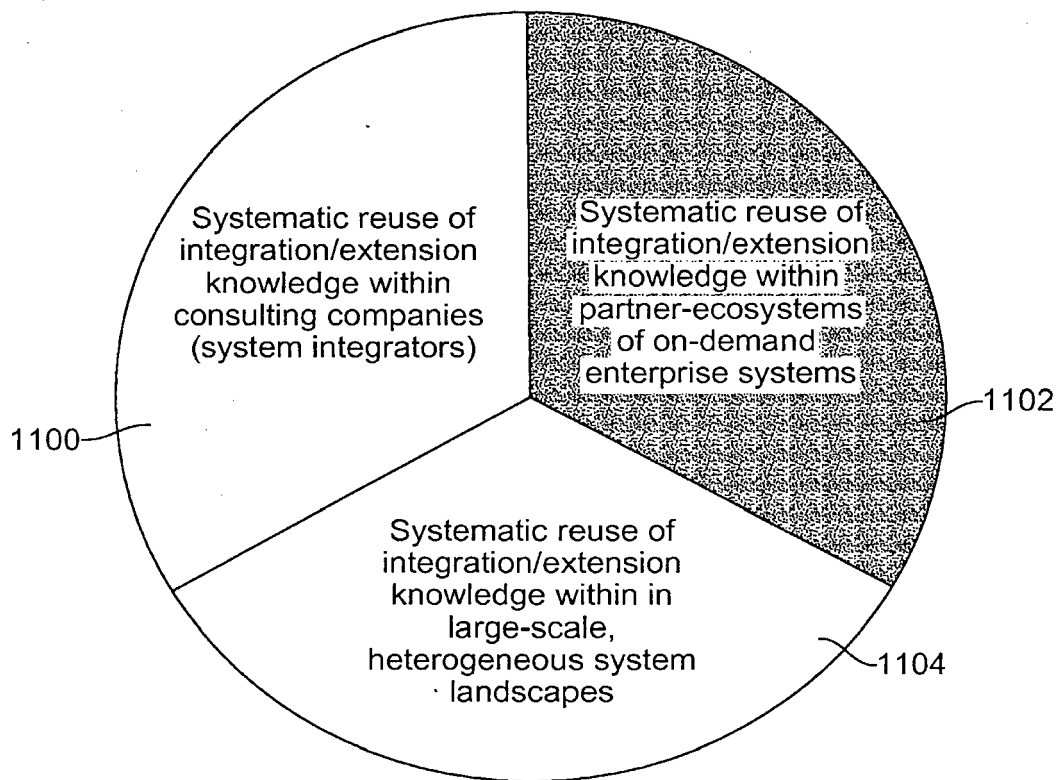 Systematic reuse of
integration/extension
knowledge within
consulting companies
(system integrators)
1100
Systematic reuse of
integration/extension
knowledge within
partner-ecosystems
of on-demand
enterprise systems
1102
Systematic reuse of
integration/extension
knowledge within in
large-scale,
heterogeneous system
landscapes
1104